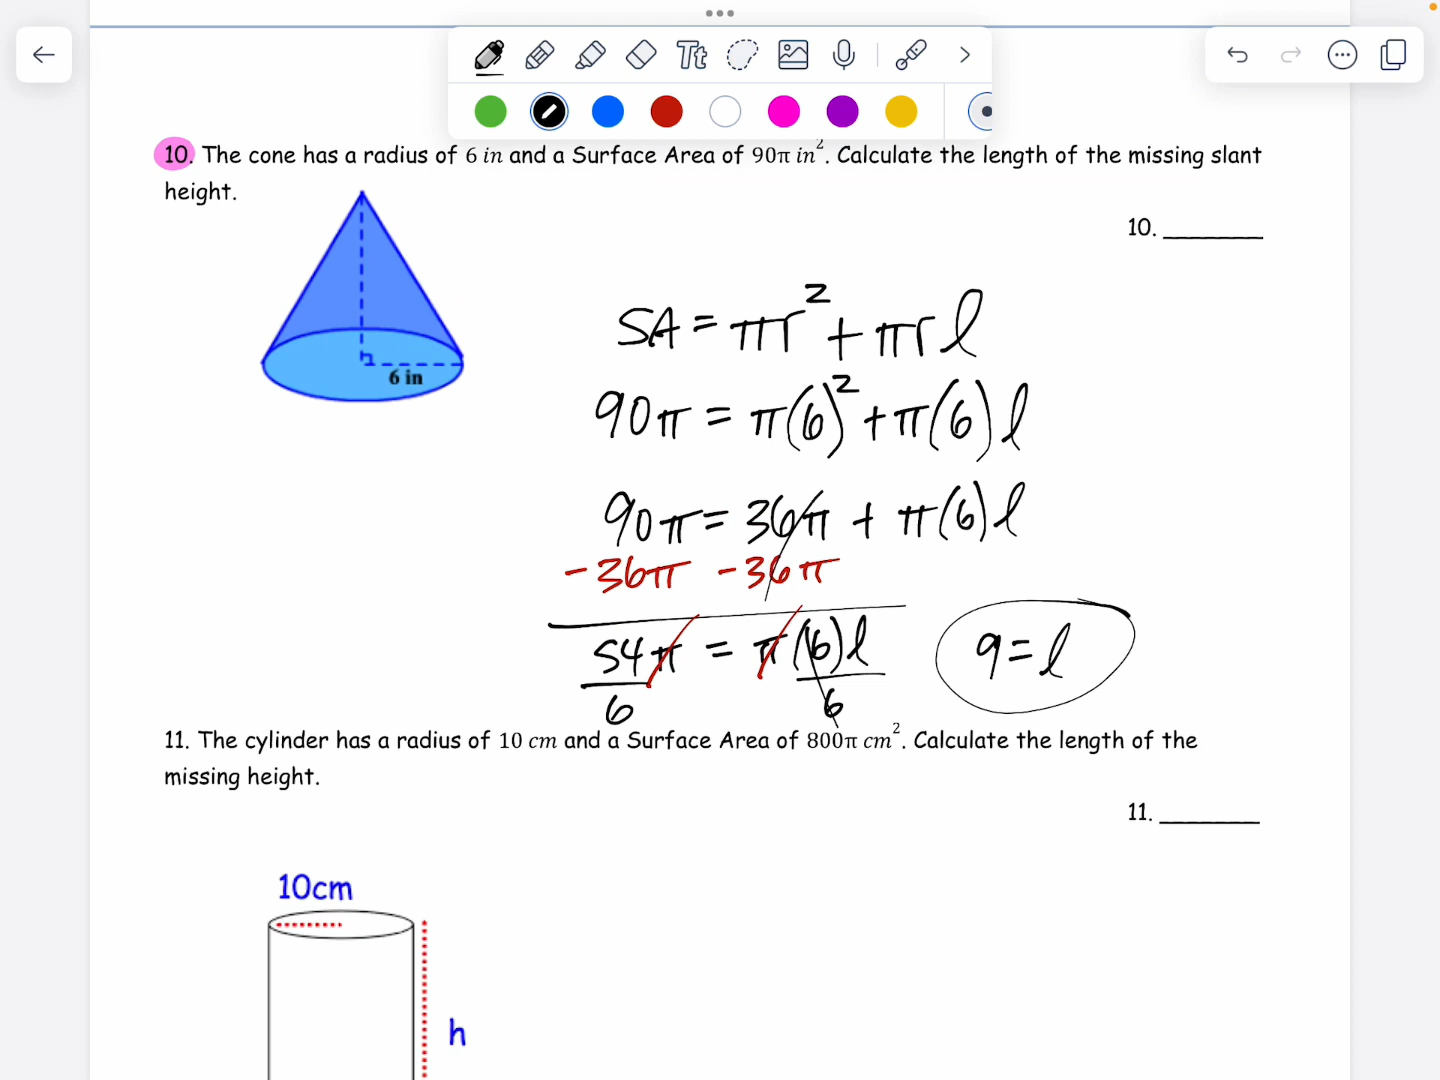 Tt
10. The cone has a radius of 6 in and a Surface Area of 90π in². Calculate the length of the missing slant
height.
10. ________
6 in
SA = πr² + πrl
90π = π(6)² + π(6)l
90π = 36π + π(6)l
-36π -36π
54π = π(6)l
6 6
9 = l
11. The cylinder has a radius of 10 cm and a Surface Area of 800π cm². Calculate the length of the
missing height.
11. ________
10cm
h